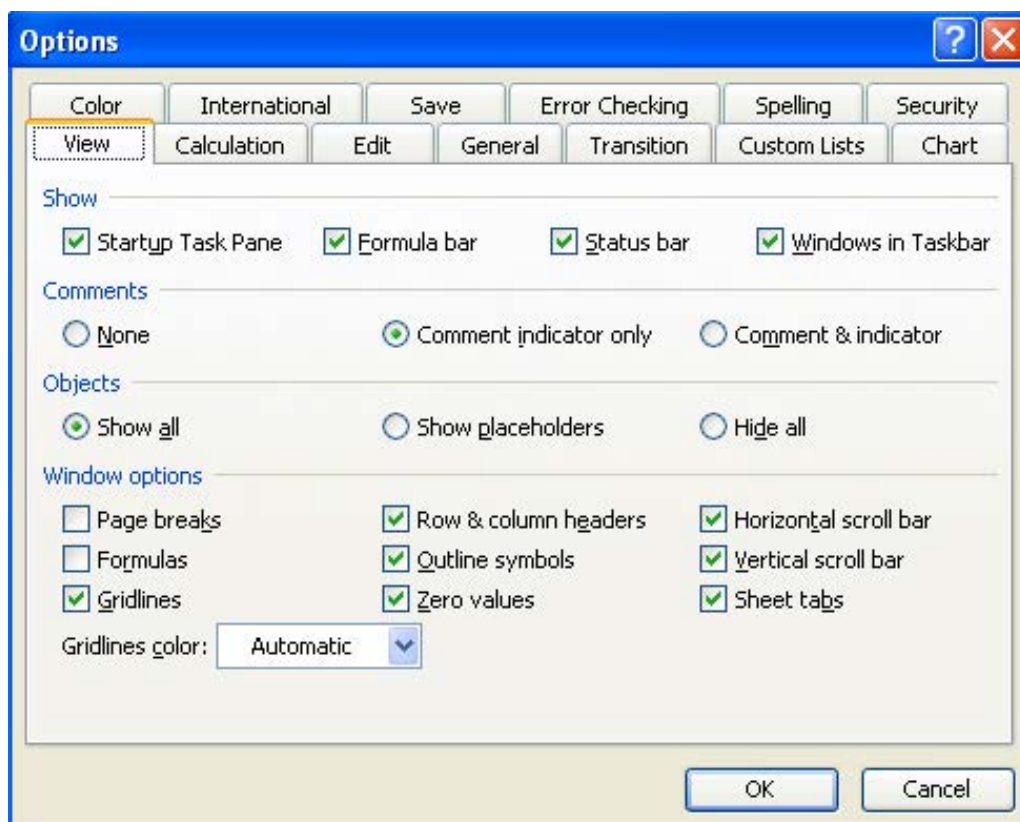 Options
Color International Save Error Checking Spelling Security
View Calculation Edit General Transition Custom Lists Chart
Show
Startup Task Pane Formula bar Status bar Windows in Taskbar
Comments
None Comment indicator only Comment & indicator
Objects
Show all Show placeholders Hide all
Window options
Page breaks Row & column headers Horizontal scroll bar
Formulas Outline symbols Vertical scroll bar
Gridlines Zero values Sheet tabs
Gridlines color: Automatic
OK Cancel